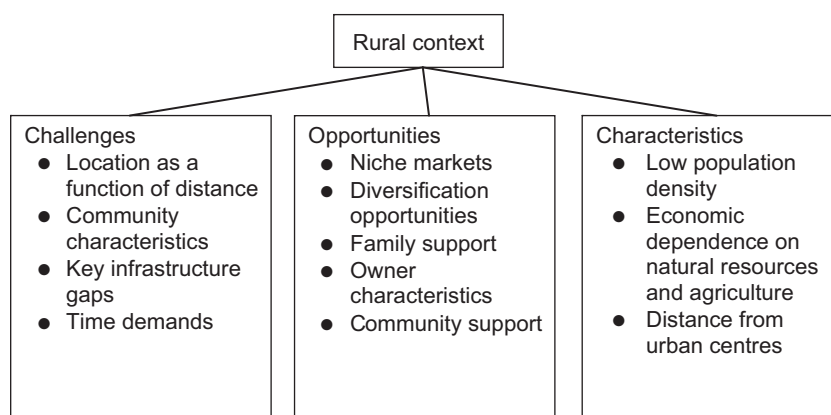 Rural context
Challenges
● Location as a
function of distance
● Community
characteristics
● Key infrastructure
gaps
● Time demands
Opportunities
● Niche markets
● Diversification
opportunities
● Family support
● Owner
characteristics
● Community support
Characteristics
● Low population
density
● Economic
dependence on
natural resources
and agriculture
● Distance from
urban centres